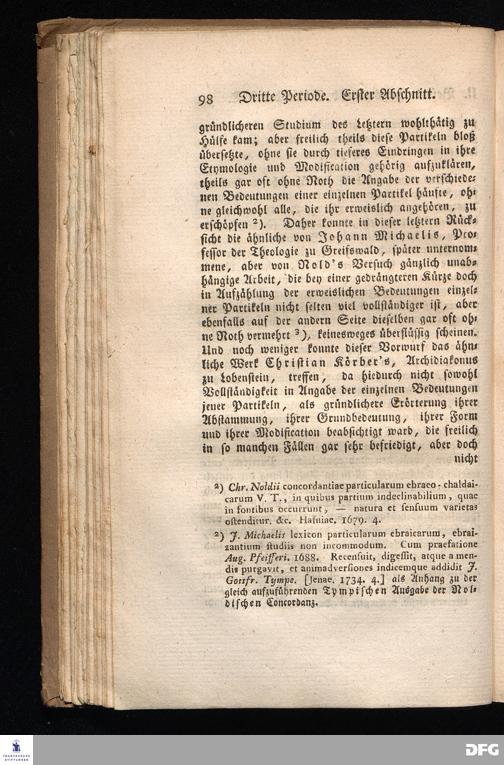 98 Dritte Periode. Erster Abschnitt.
gründlicheren Studium des Letztern wohlthätig zu
Hülfe kam; aber freilich theils diese Partikeln bloß
übersetzte, ohne sie durch tieferes Eindringen in ihre
Etymologie und Modification gehörig aufzuklären,
theils gar oft ohne Noth die Angabe der verschiede-
nen Bedeutungen einer einzelnen Partikel häufte, oh-
ne gleichwohl alle, die ihr erweislich angehören, zu
erschöpfen ²). Daher konnte in dieser letztern Rück-
sicht die ähnliche von Johann Michaelis, Pro-
fessor der Theologie zu Greifswald, später unternom-
mene, aber von Nold's Versuch gänzlich unab-
hängige Arbeit, die bey einer gedrängteren Kürze doch
in Aufzählung der erweislichen Bedeutungen einzel-
ner Partikeln nicht selten viel vollständiger ist, aber
ebenfalls auf der andern Seite dieselben gar oft oh-
ne Noth vermehrt ³), keinesweges überflüssig scheinen.
Und noch weniger konnte dieser Vorwurf das ähn-
liche Werk Christian Körber's, Archidiakonus
zu Lobenstein, treffen, da hiedurch nicht sowohl
Vollständigkeit in Angabe der einzelnen Bedeutungen
jener Partikeln, als gründlichere Erörterung ihrer
Abstammung, ihrer Grundbedeutung, ihrer Form
und ihrer Modification beabsichtigt ward, die freilich
in so manchen Fällen gar sehr befriedigt, aber doch
nicht
²) Chr. Noldii concordantiae particularum ebraeo-chaldai-
carum V. T., in quibus partium indeclinabilium, quae
in fontibus occurrunt, — natura et sensuum varietas
ostenditur. &c. Hafniae. 1679. 4.
²) J. Michaelis lexicon particularum ebraicarum, ebrai-
zantium studiis non incommodum. Cum praefatione
Aug. Pfeifferi. 1688. Recensuit, digessit, atque a men-
dis purgavit, et animadversiones indicemque addidit J.
Gottfr. Tympe. [Jenae. 1734. 4.] als Anhang zu der
gleich aufzuführenden Tympischen Ausgabe der Nol-
dischen Concordanz.
FRANCKESCHE
STIFTUNGEN
DFG